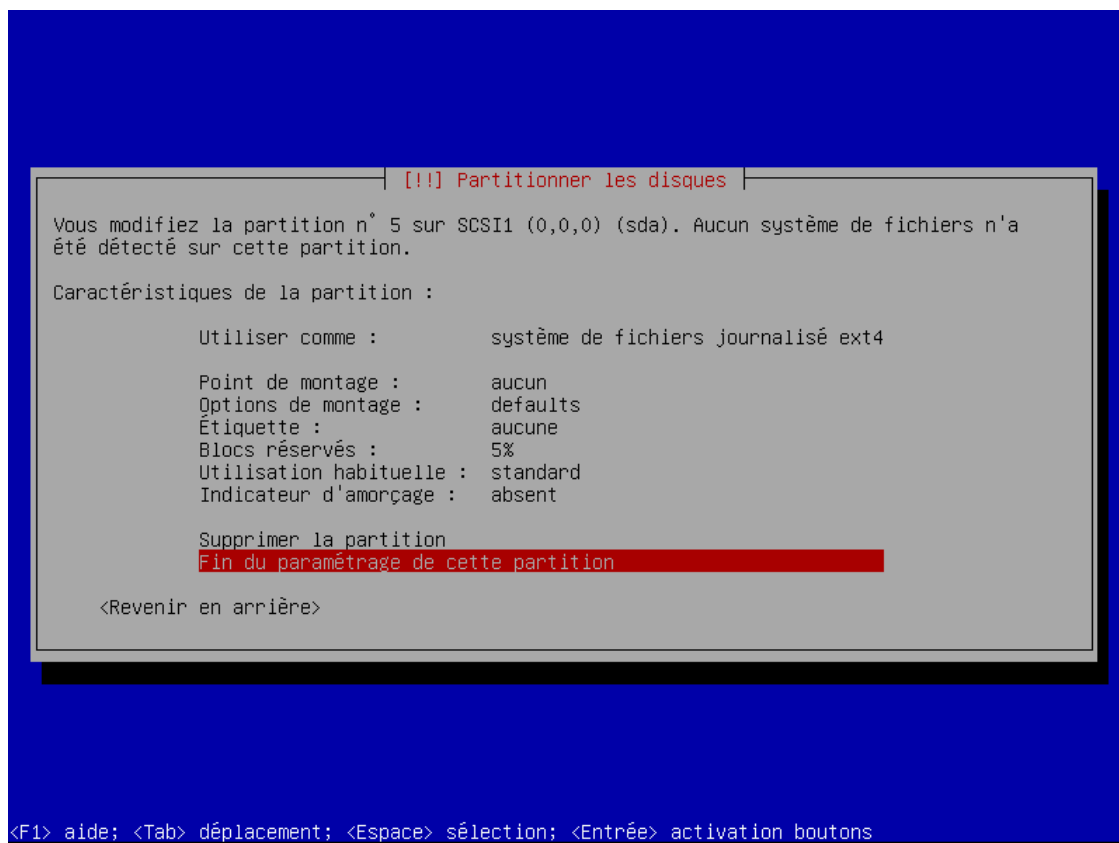 [!!] Partitionner les disques
Vous modifiez la partition n° 5 sur SCSI1 (0,0,0) (sda). Aucun système de fichiers n'a
été détecté sur cette partition.
Caractéristiques de la partition :
Utiliser comme : système de fichiers journalisé ext4
Point de montage : aucun
Options de montage : defaults
Étiquette : aucune
Blocs réservés : 5%
Utilisation habituelle : standard
Indicateur d'amorçage : absent
Supprimer la partition
Fin du paramétrage de cette partition
<Revenir en arrière>
<F1> aide; <Tab> déplacement; <Espace> sélection; <Entrée> activation boutons